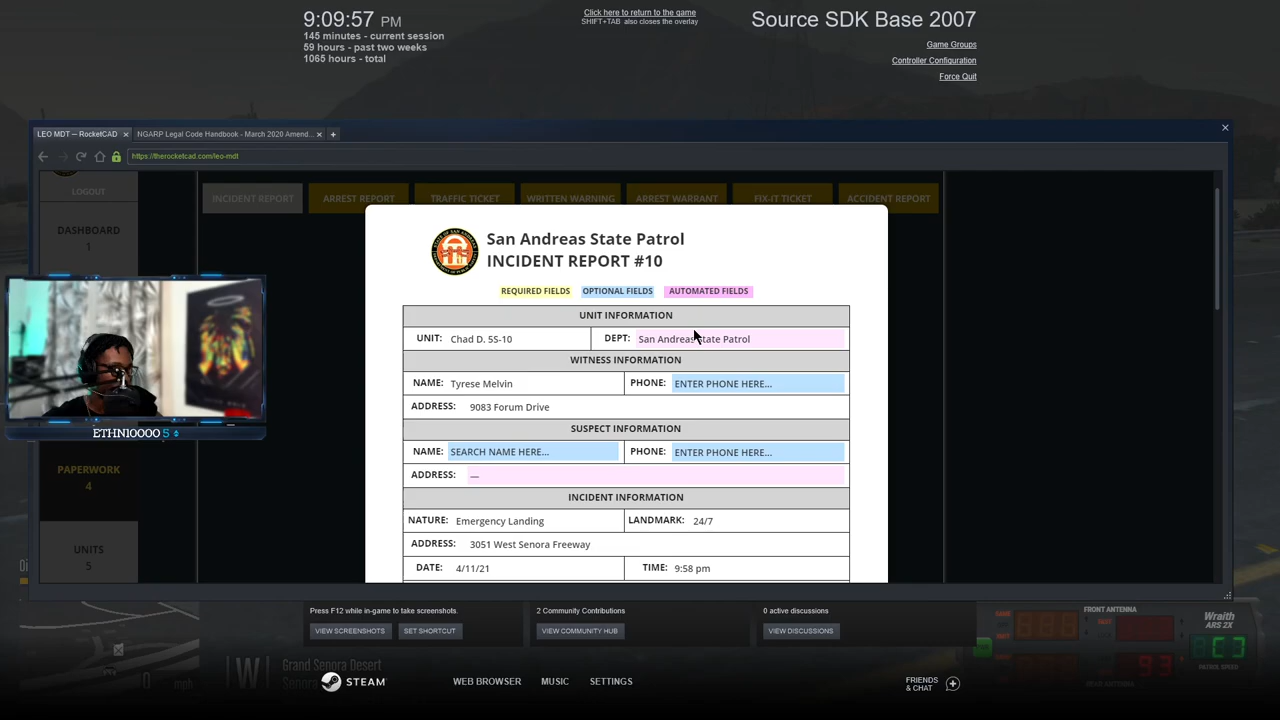 9:09:57 PM
145 minutes - current session
59 hours - past two weeks
1065 hours - total
Click here to return to the game
SHIFT+TAB also closes the overlay
Source SDK Base 2007
Game Groups
Controller Configuration
Force Quit
LEO MDT — RocketCAD
NGARP Legal Code Handbook - March 2020 Amend...
https://therocketcad.com/leo-mdt
LOGOUT
DASHBOARD
1
PAPERWORK
4
UNITS
5
INCIDENT REPORT ARREST REPORT TRAFFIC TICKET WRITTEN WARNING ARREST WARRANT FIX-IT TICKET ACCIDENT REPORT
San Andreas State Patrol
INCIDENT REPORT #10
REQUIRED FIELDS OPTIONAL FIELDS AUTOMATED FIELDS
UNIT INFORMATION
UNIT: Chad D. 5S-10 DEPT: San Andreas State Patrol
WITNESS INFORMATION
NAME: Tyrese Melvin PHONE: ENTER PHONE HERE...
ADDRESS: 9083 Forum Drive
SUSPECT INFORMATION
NAME: SEARCH NAME HERE... PHONE: ENTER PHONE HERE...
ADDRESS: —
INCIDENT INFORMATION
NATURE: Emergency Landing LANDMARK: 24/7
ADDRESS: 3051 West Senora Freeway
DATE: 4/11/21 TIME: 9:58 pm
ETHN10000 5
Press F12 while in-game to take screenshots.
VIEW SCREENSHOTS SET SHORTCUT
2 Community Contributions
VIEW COMMUNITY HUB
0 active discussions
VIEW DISCUSSIONS
FRONT ANTENNA
Wraith
ARS 2X
PATROL SPEED
W
Grand Senora Desert
0 mph
STEAM
WEB BROWSER MUSIC SETTINGS
FRIENDS
& CHAT